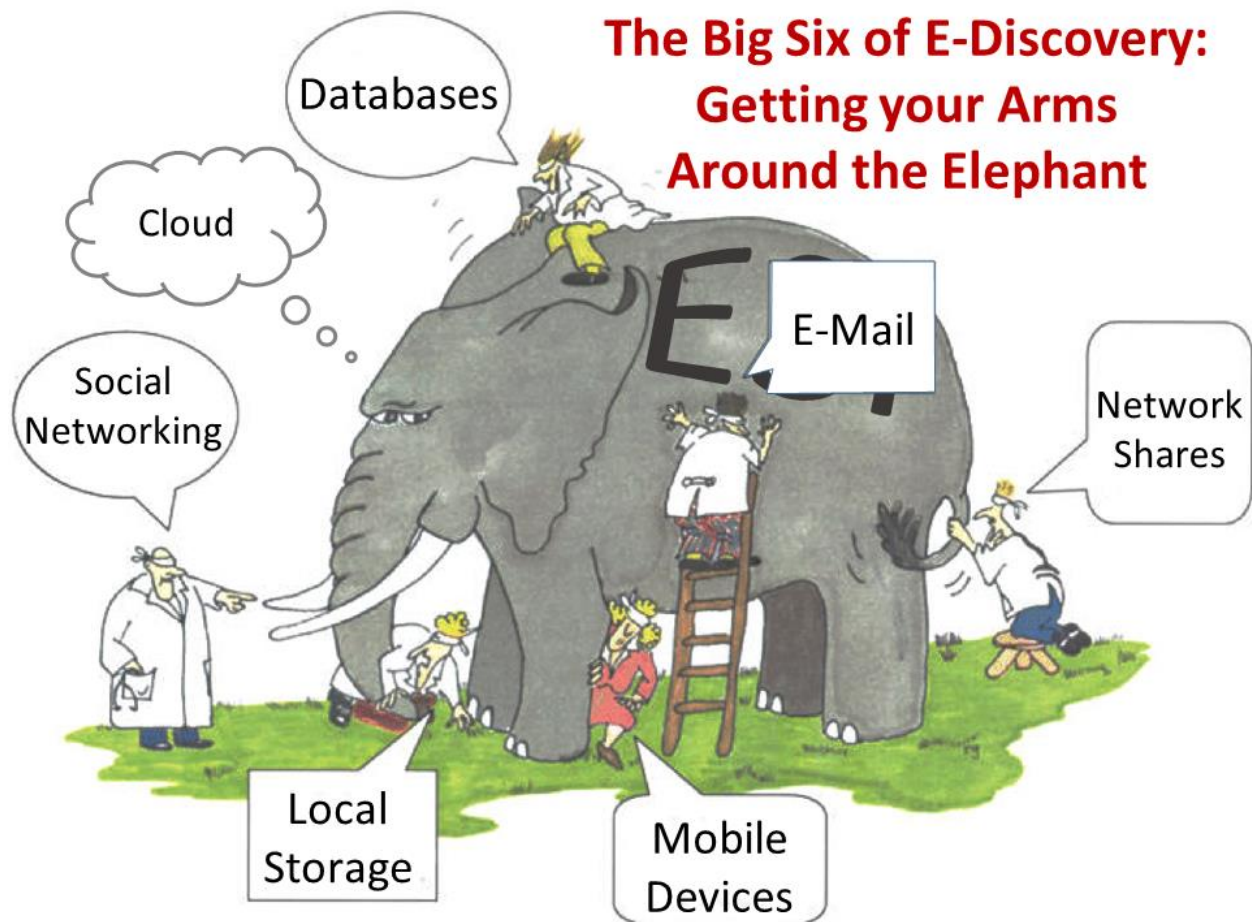 The Big Six of E-Discovery:
Getting your Arms
Around the Elephant
Databases
Cloud
Social
Networking
E-Mail
Network
Shares
Local
Storage
Mobile
Devices